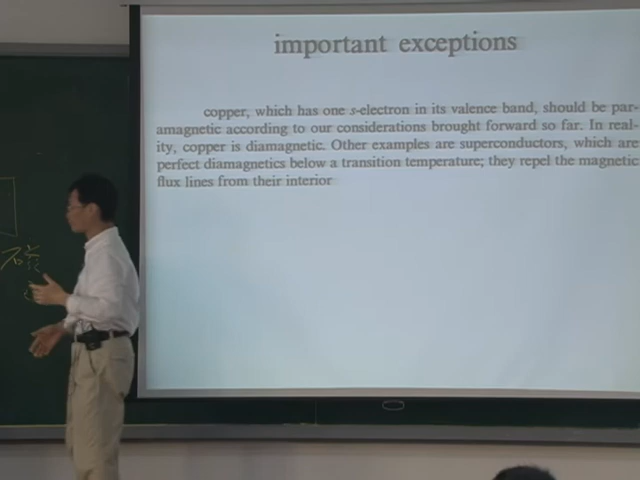 important exceptions
copper, which has one s-electron in its valence band, should be par-
amagnetic according to our considerations brought forward so far. In real-
ity, copper is diamagnetic. Other examples are superconductors, which are
perfect diamagnetics below a transition temperature; they repel the magnetic
flux lines from their interior
磁